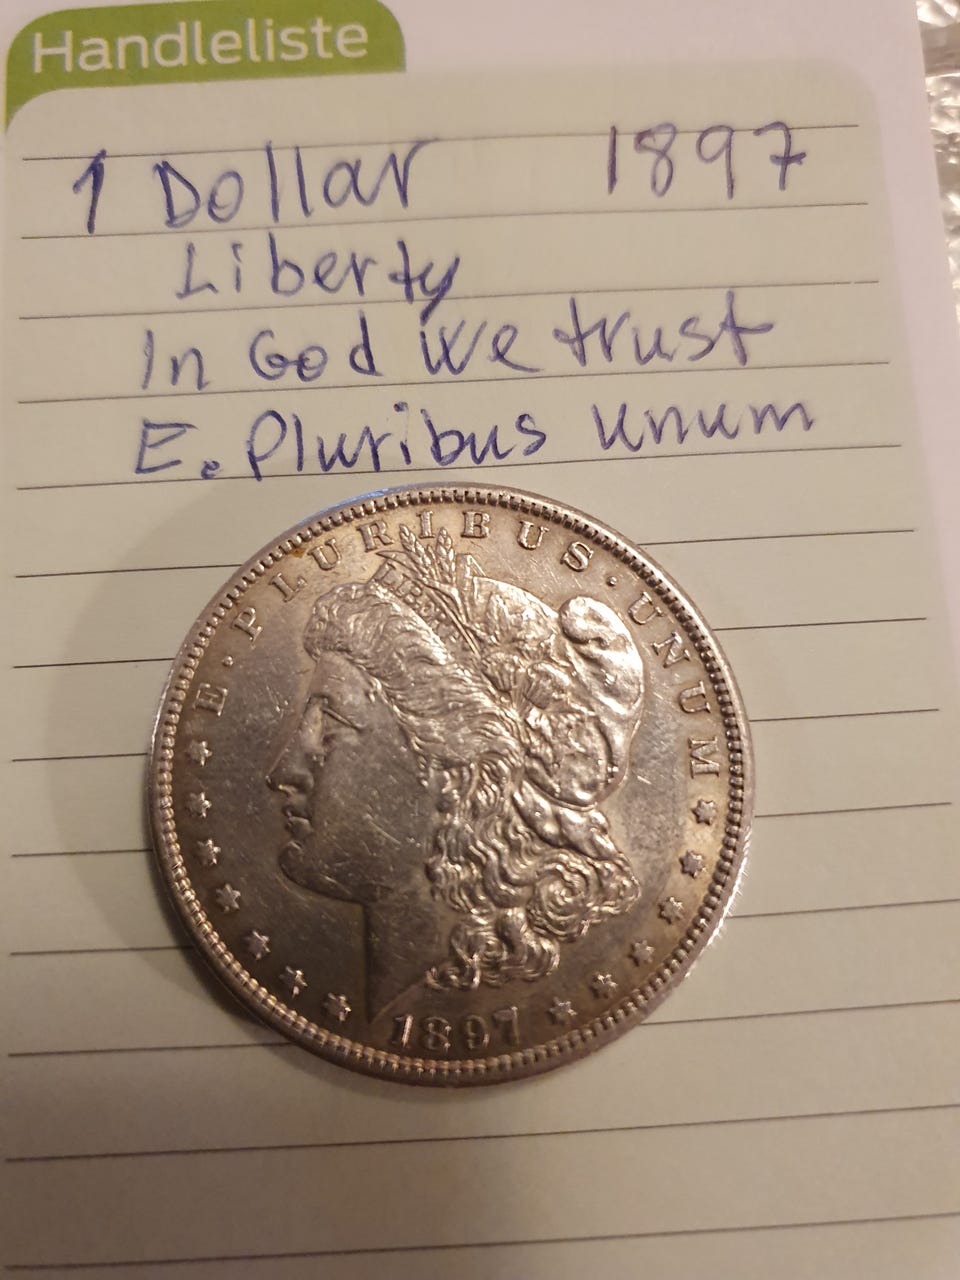 Handleliste
1 Dollar 1897
Liberty
In God we trust
E. Pluribus unum
E · PLURIBUS · UNUM
LIBERTY
1897